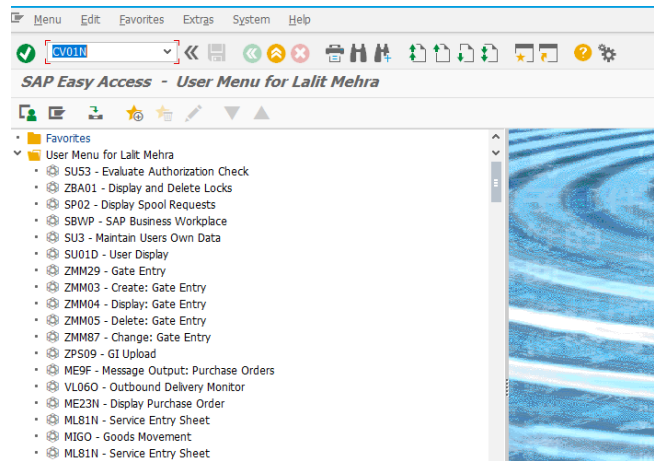 Menu Edit Favorites Extras System Help
CV01N
SAP Easy Access - User Menu for Lalit Mehra
Favorites
User Menu for Lalit Mehra
SU53 - Evaluate Authorization Check
ZBA01 - Display and Delete Locks
SP02 - Display Spool Requests
SBWP - SAP Business Workplace
SU3 - Maintain Users Own Data
SU01D - User Display
ZMM29 - Gate Entry
ZMM03 - Create: Gate Entry
ZMM04 - Display: Gate Entry
ZMM05 - Delete: Gate Entry
ZMM87 - Change: Gate Entry
ZPS09 - GI Upload
ME9F - Message Output: Purchase Orders
VL06O - Outbound Delivery Monitor
ME23N - Display Purchase Order
ML81N - Service Entry Sheet
MIGO - Goods Movement
ML81N - Service Entry Sheet